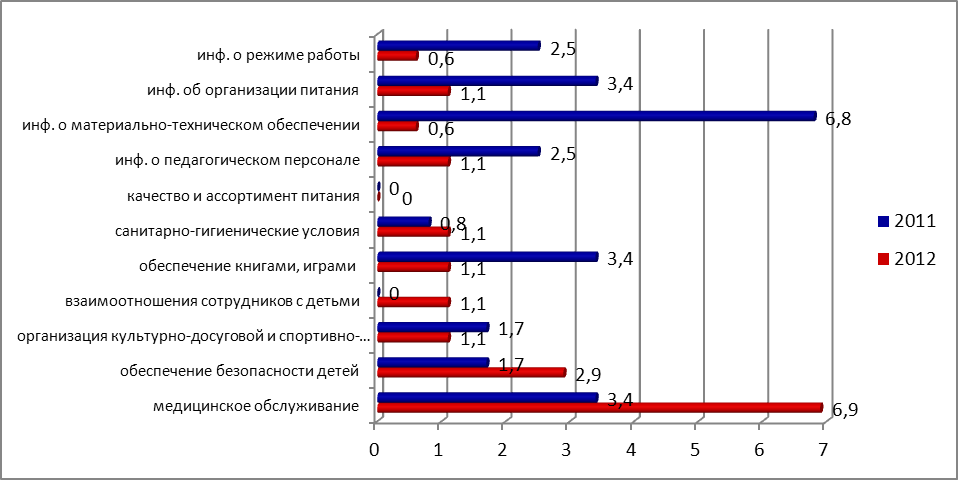 инф. о режиме работы
2,5
0,6
инф. об организации питания
3,4
1,1
инф. о материально-техническом обеспечении
6,8
0,6
инф. о педагогическом персонале
2,5
1,1
качество и ассортимент питания
0
0
санитарно-гигиенические условия
0,8
1,1
обеспечение книгами, играми
3,4
1,1
взаимоотношения сотрудников с детьми
0
1,1
организация культурно-досуговой и спортивно-...
1,7
1,1
обеспечение безопасности детей
1,7
2,9
медицинское обслуживание
3,4
6,9
0 1 2 3 4 5 6 7
2011
2012